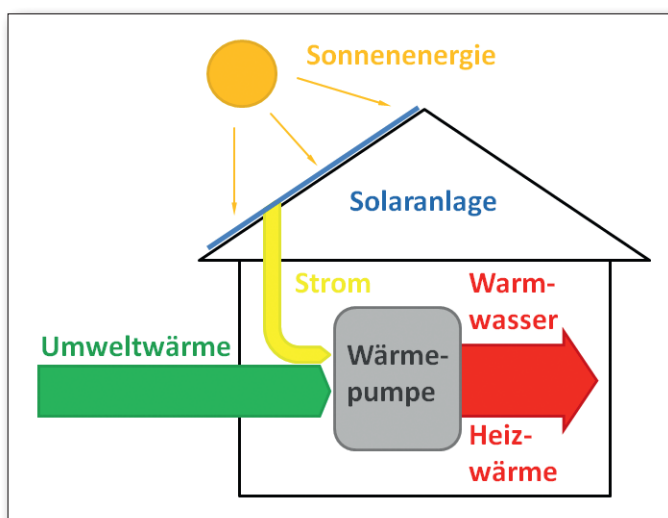 Sonnenenergie
Solaranlage
Strom
Umweltwärme
Wärme-
pumpe
Warm-
wasser
Heiz-
wärme